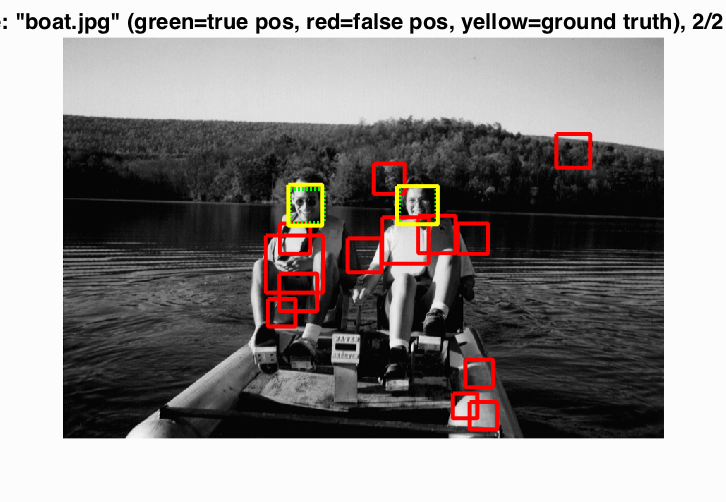 : "boat.jpg" (green=true pos, red=false pos, yellow=ground truth), 2/2